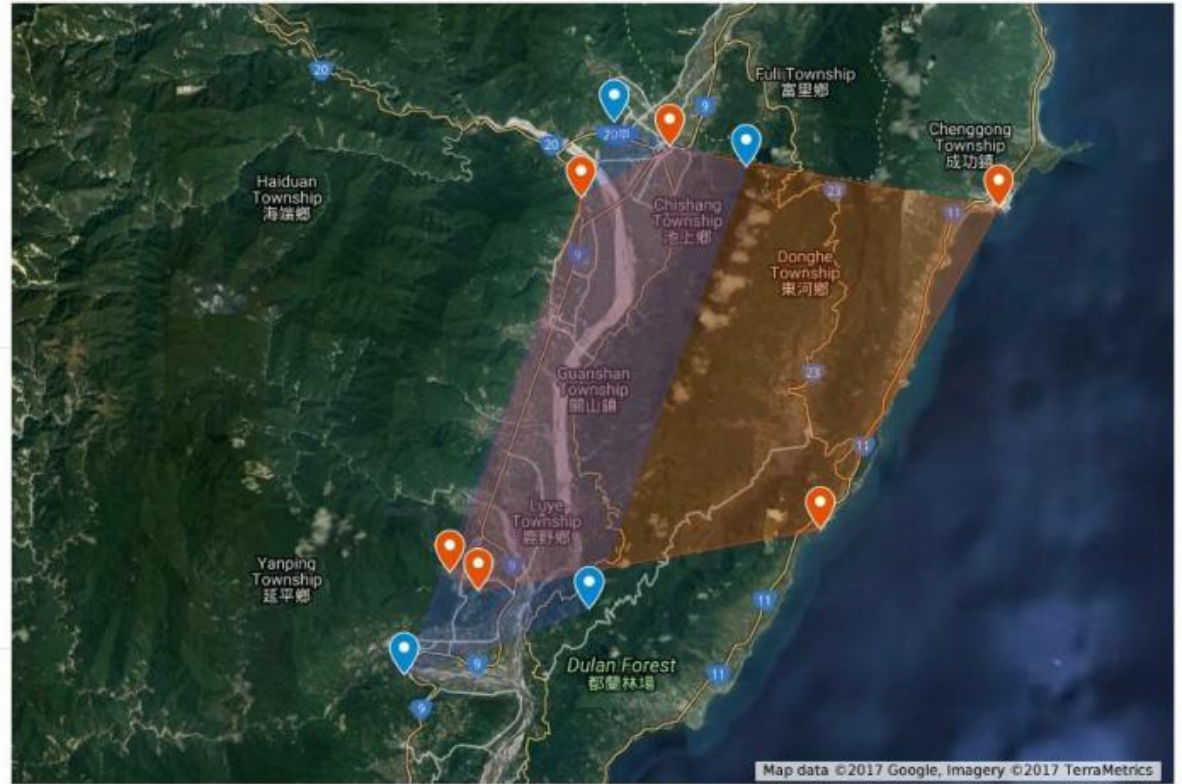 20
9
Fuli Township
富里鄉
20甲
20
Chenggong
Township
成功鎮
Haiduan
Township
海端鄉
23
11
Chishang
Township
池上鄉
9
Donghe
Township
東河鄉
23
Guanshan
Township
關山鎮
11
Luye
Township
鹿野鄉
9
Yanping
Township
延平鄉
11
9
Dulan Forest
都蘭林場
11
9
Map data ©2017 Google, Imagery ©2017 TerraMetrics